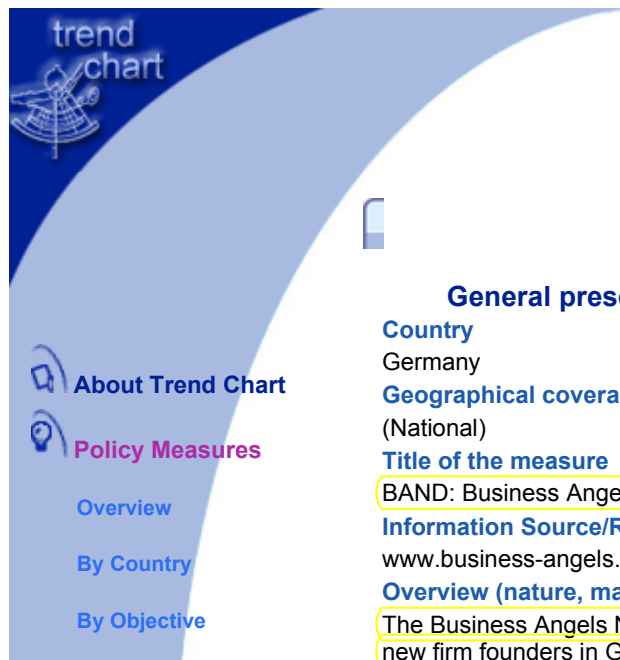 trend
chart
About Trend Chart
Policy Measures
Overview
By Country
By Objective
General pres
Country
Germany
Geographical covera
(National)
Title of the measure
BAND: Business Ange
Information Source/R
www.business-angels.
Overview (nature, ma
The Business Angels N
new firm founders in G